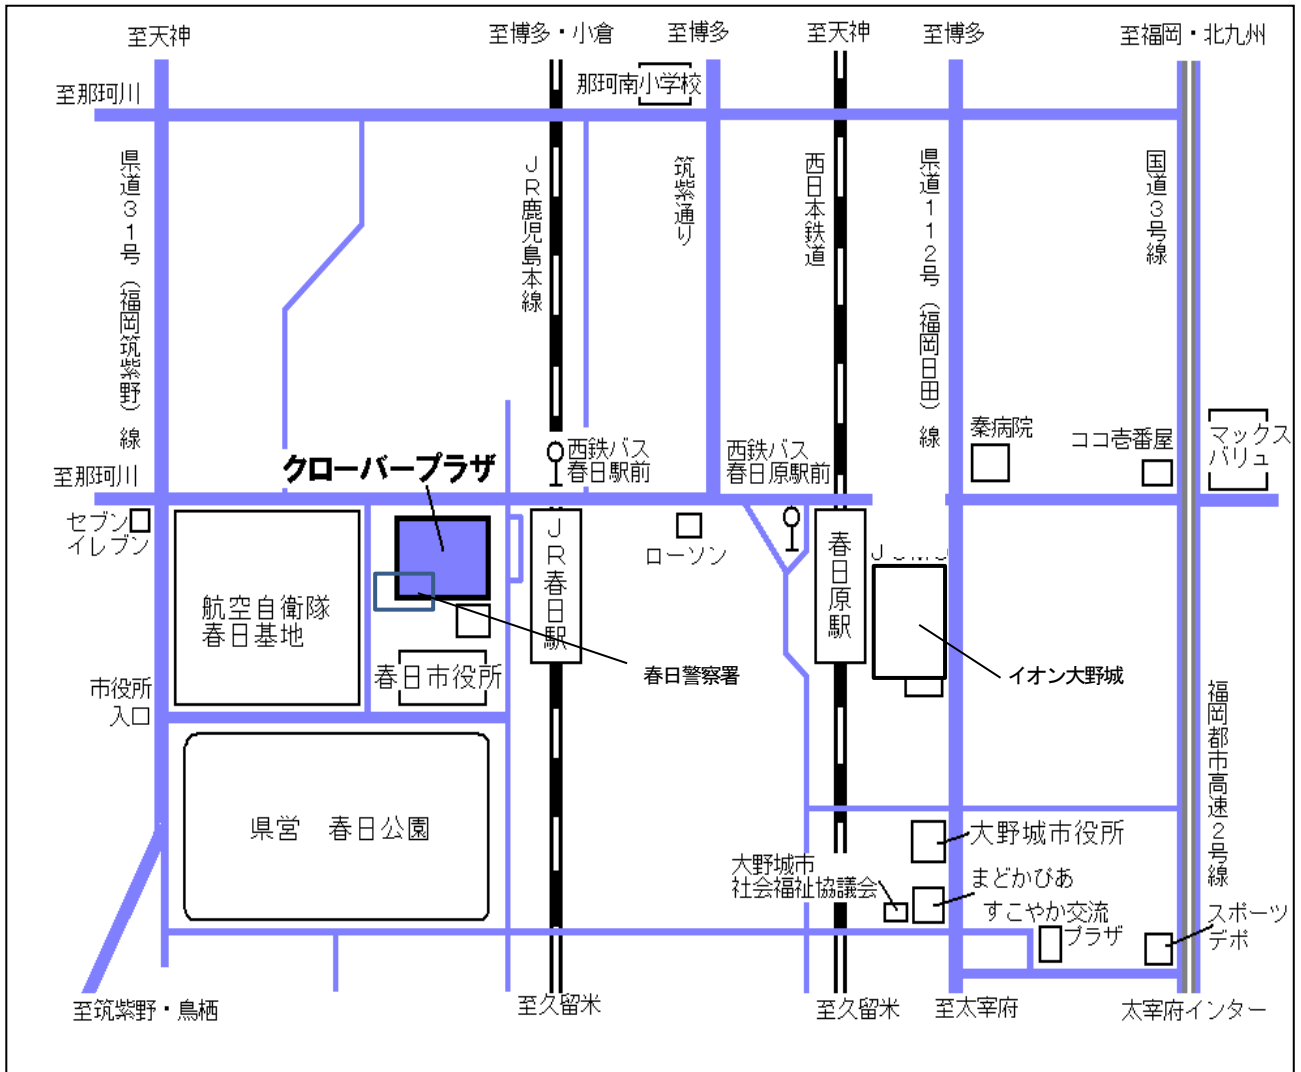 至天神
至博多・小倉
至博多
至天神
至博多
至福岡・北九州
至那珂川
那珂南小学校
県道31号（福岡筑紫野）線
JR鹿児島本線
筑紫通り
西日本鉄道
県道112号（福岡日田）線
国道3号線
秦病院
ココ壱番屋
マックス
バリュ
至那珂川
クローバープラザ
西鉄バス
春日駅前
西鉄バス
春日原駅前
セブン
イレブン
航空自衛隊
春日基地
JR春日駅
ローソン
春日原駅
春日市役所
春日警察署
イオン大野城
市役所
入口
福岡都市高速2号線
県営　春日公園
大野城市役所
大野城市
社会福祉協議会
まどかぴあ
すこやか交流
プラザ
スポーツ
デポ
至筑紫野・鳥栖
至久留米
至久留米
至太宰府
太宰府インター